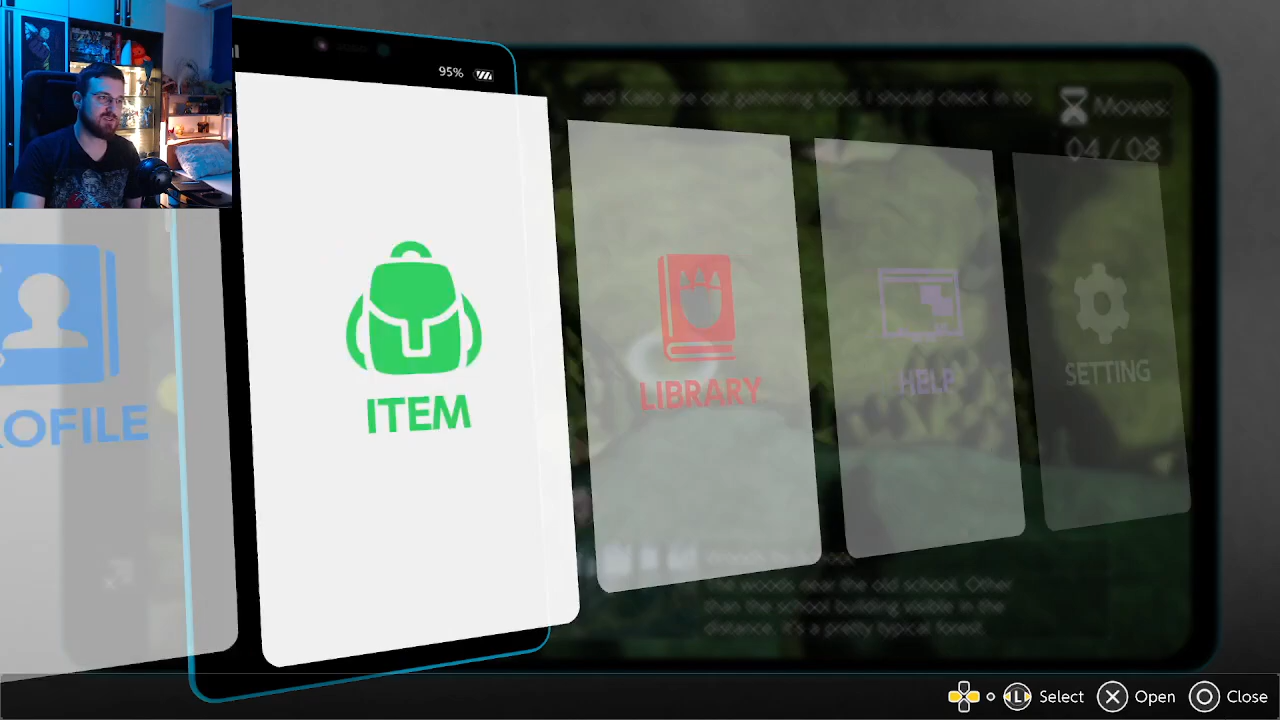 95%
and Kaito are out gathering food, I should check in to
Moves:
04 / 08
PROFILE
ITEM
LIBRARY
HELP
SETTING
The woods near the old school. Other
than the school building visible in the
distance, it's a pretty typical forest.
Select
Open
Close